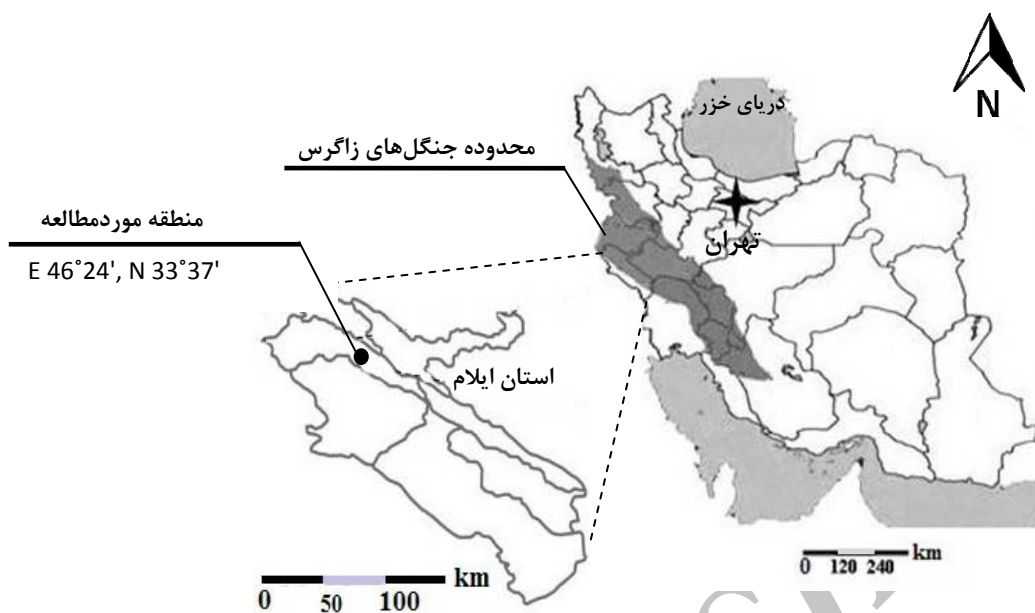 N
دریای خزر
محدوده جنگل‌های زاگرس
منطقه موردمطالعه
E 46˚24', N 33˚37'
تهران
استان ایلام
km
0 120 240
km
0 50 100